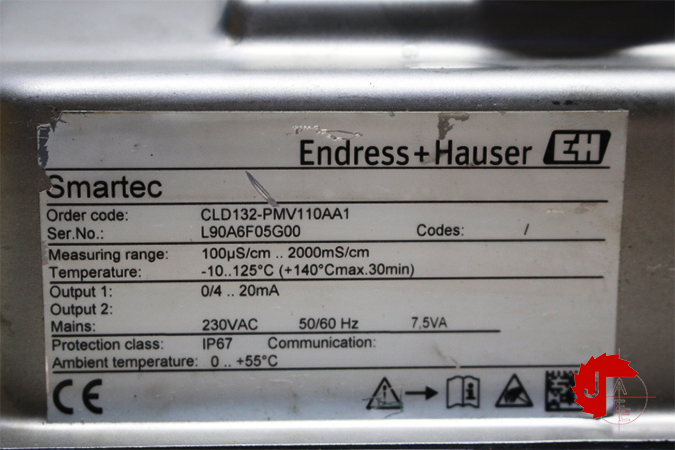 Endress+Hauser EH
Smartec
Order code: CLD132-PMV110AA1
Ser.No.: L90A6F05G00 Codes: /
Measuring range: 100µS/cm .. 2000mS/cm
Temperature: -10..125°C (+140°Cmax.30min)
Output 1: 0/4 .. 20mA
Output 2:
Mains: 230VAC 50/60 Hz 7,5VA
Protection class: IP67 Communication:
Ambient temperature: 0 .. +55°C
CE